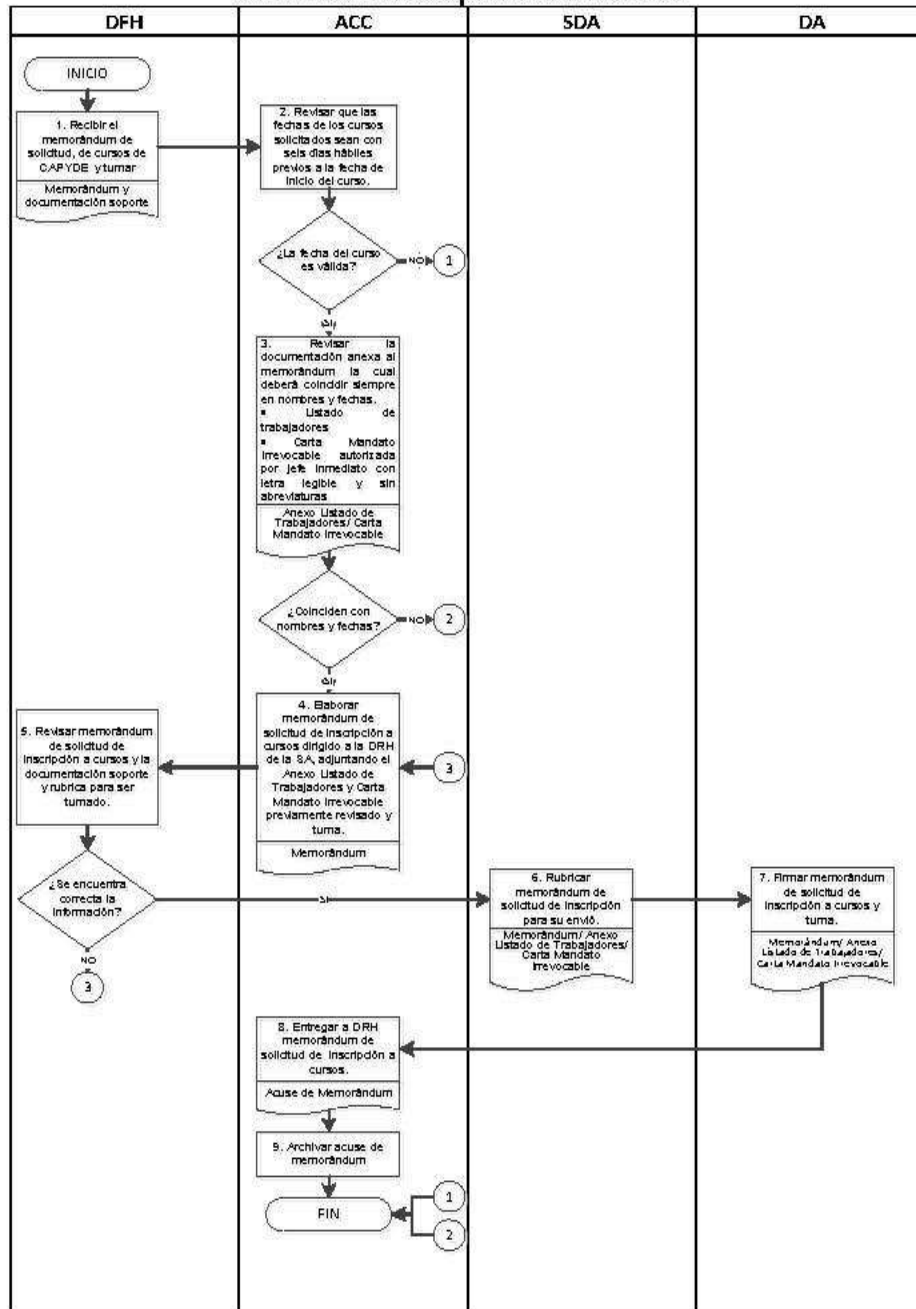 DFH
ACC
SDA
DA
INICIO
1. Recibir el
memorándum de
solicitud, de cursos de
CAPYDE y turnar
Memorándum y
documentación soporte
2. Revisar que las
fechas de los cursos
solicitados sean con
seis días hábiles
previos a la fecha de
inicio del curso.
¿La fecha del curso
es válida?
NO
1
SI
3. Revisar la
documentación anexa al
memorándum la cual
deberá coincidir siempre
en nombres y fechas.
▪ Listado de
trabajadores
▪ Carta Mandato
Irrevocable autorizada
por jefe inmediato con
letra legible y sin
abreviaturas
Anexo Listado de
Trabajadores/ Carta
Mandato Irrevocable
¿Coinciden con
nombres y fechas?
NO
2
SI
4. Elaborar
memorándum de
solicitud de inscripción a
cursos dirigido a la DRH
de la SA, adjuntando el
Anexo Listado de
Trabajadores y Carta
Mandato Irrevocable
previamente revisado y
turna.
Memorándum
3
5. Revisar memorándum
de solicitud de
inscripción a cursos y la
documentación soporte
y rubrica para ser
turnado.
¿Se encuentra
correcta la
información?
SI
NO
3
6. Rubricar
memorándum de
solicitud de inscripción
para su envió.
Memorándum/ Anexo
Listado de Trabajadores/
Carta Mandato
Irrevocable
7. Firmar memorándum
de solicitud de
inscripción a cursos y
turna.
Memorándum/ Anexo
Listado de Trabajadores/
Carta Mandato Irrevocable
8. Entregar a DRH
memorándum de
solicitud de inscripción a
cursos.
Acuse de Memorándum
9. Archivar acuse de
memorándum
FIN
1
2